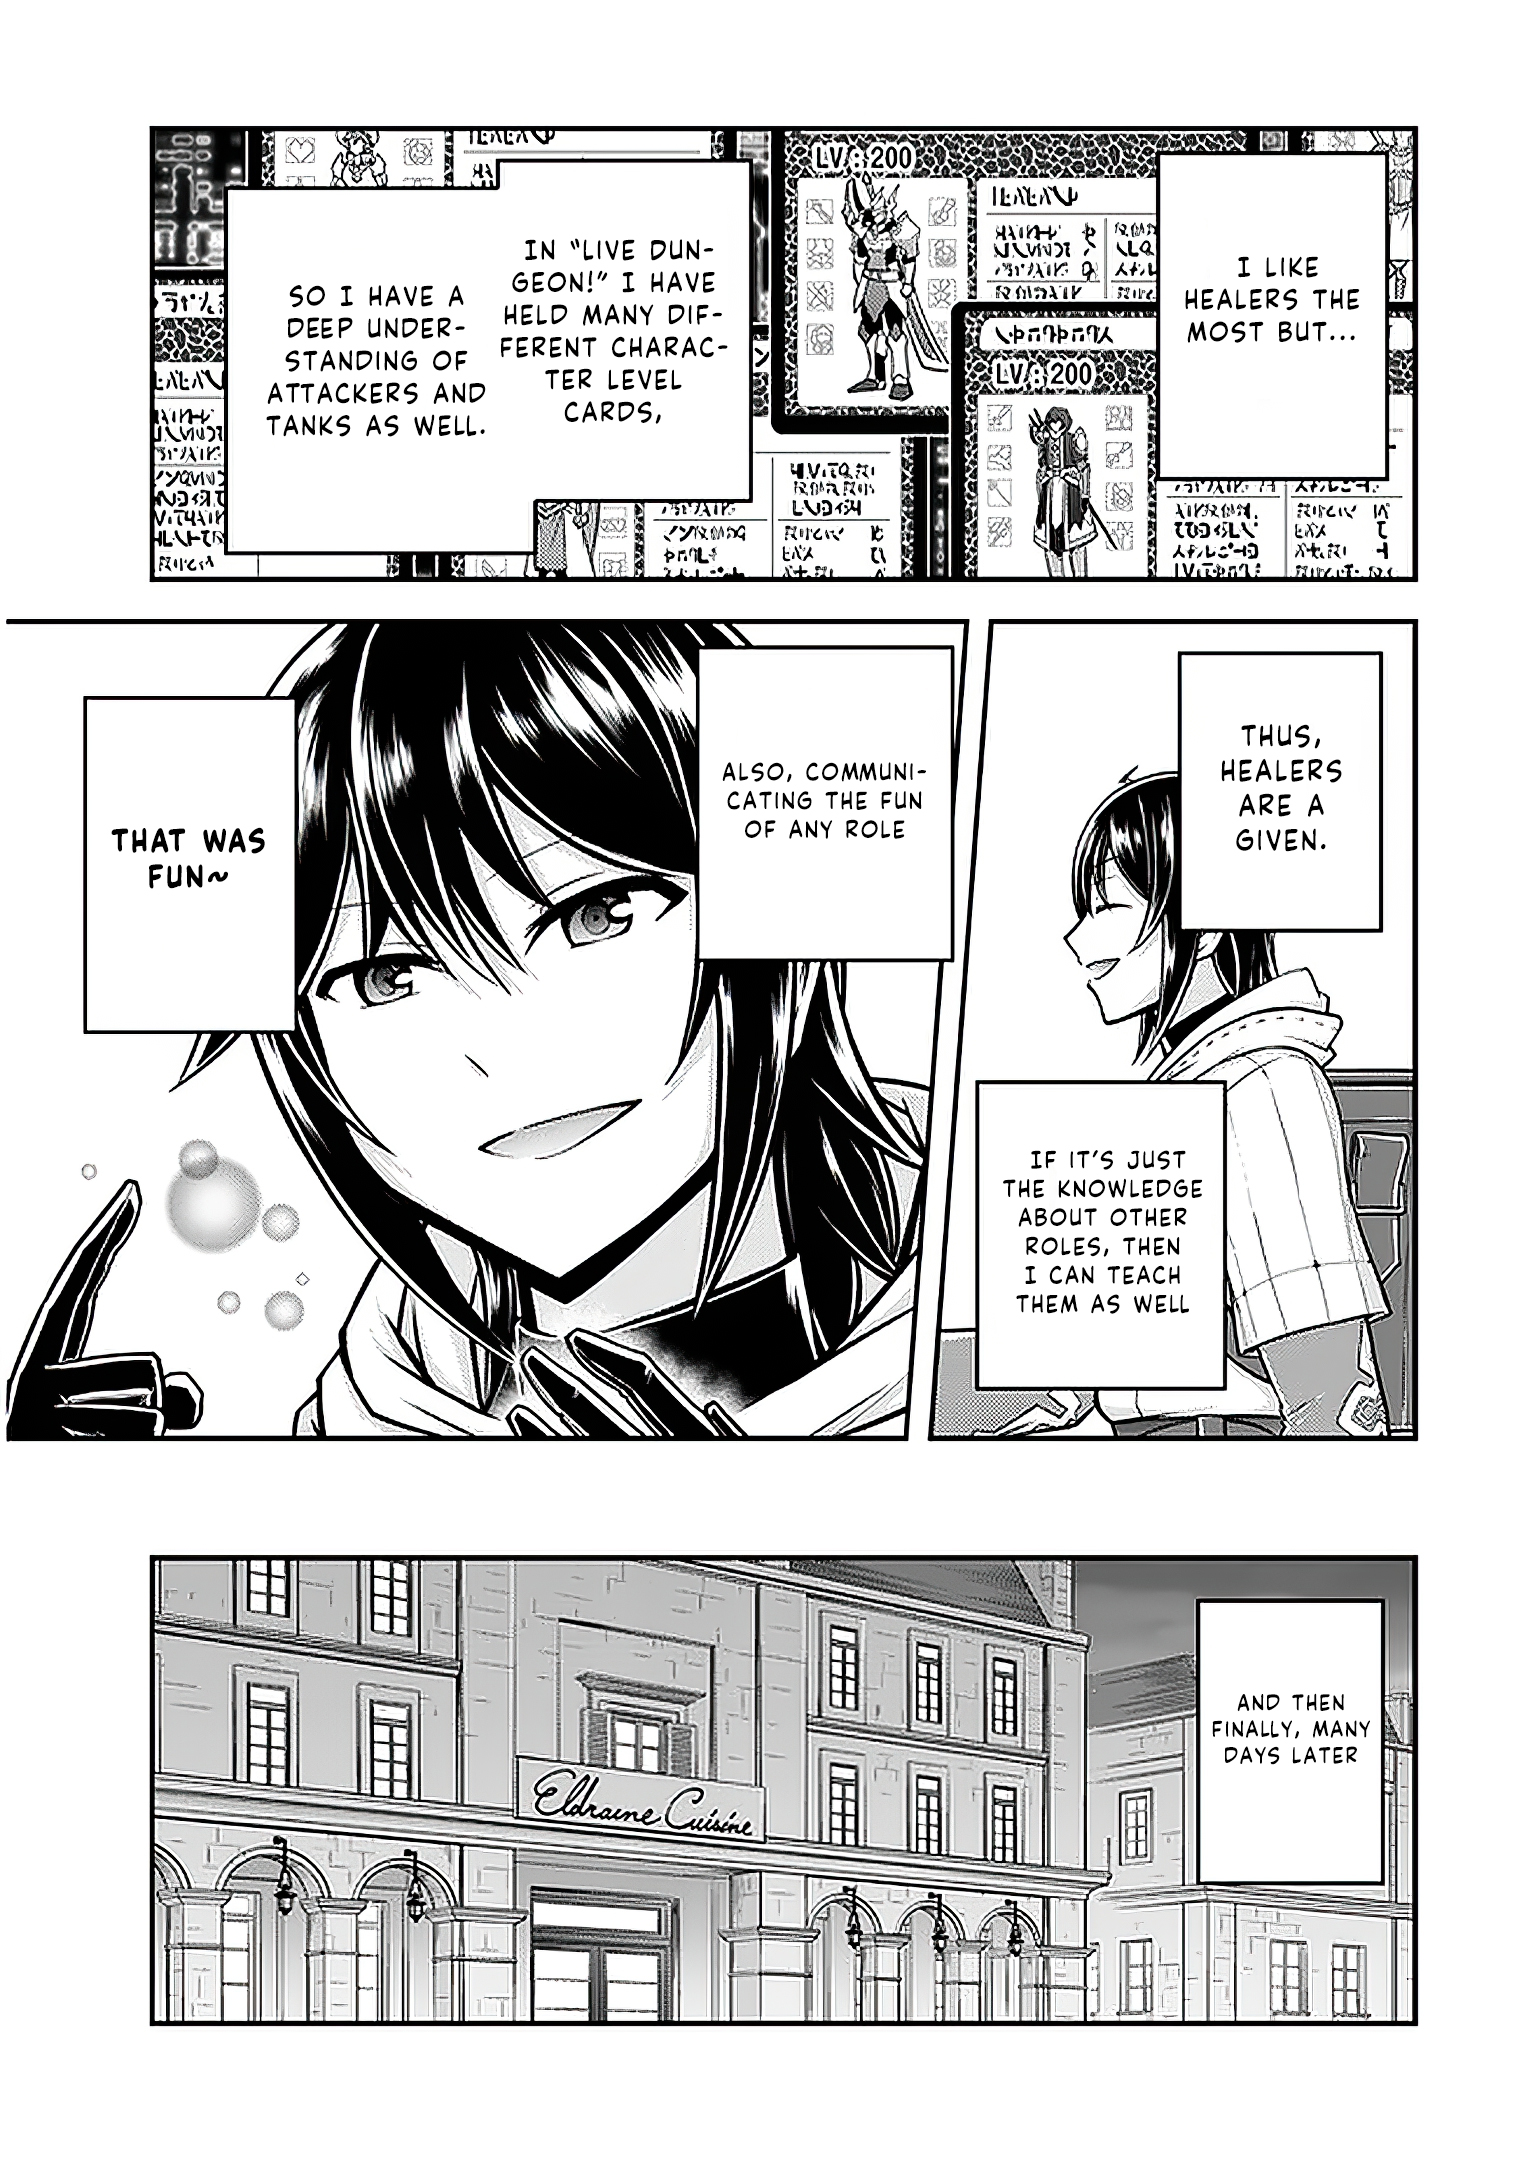 I LIKE
HEALERS THE
MOST BUT...
LV.: 200
LV.: 200
IN "LIVE DUN-
GEON!" I HAVE
HELD MANY DIF-
FERENT CHARAC-
TER LEVEL
CARDS,
SO I HAVE A
DEEP UNDER-
STANDING OF
ATTACKERS AND
TANKS AS WELL.
THUS,
HEALERS
ARE A
GIVEN.
IF IT'S JUST
THE KNOWLEDGE
ABOUT OTHER
ROLES, THEN
I CAN TEACH
THEM AS WELL
ALSO, COMMUNI-
CATING THE FUN
OF ANY ROLE
THAT WAS
FUN~
AND THEN
FINALLY, MANY
DAYS LATER
Eldraine Cuisine